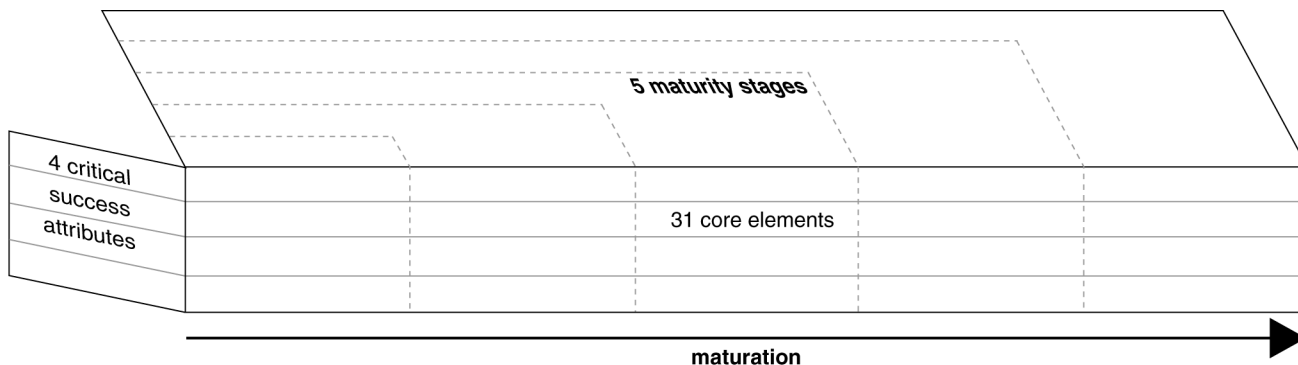 5 maturity stages
4 critical
success
attributes
31 core elements
maturation